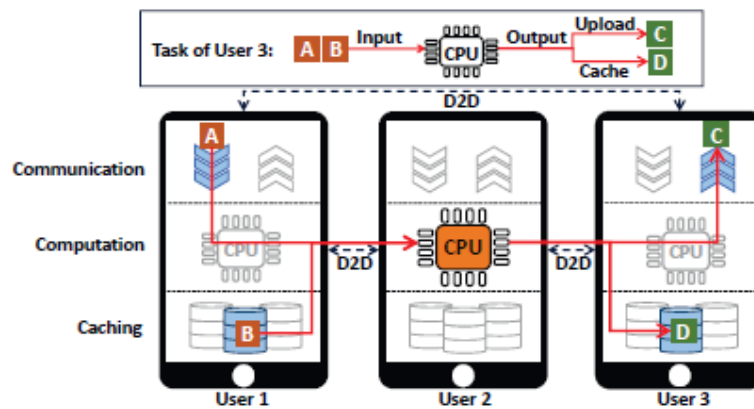 Task of User 3: A B Input CPU Output Upload C
Cache D
D2D
A C
Communication
Computation CPU CPU CPU
D2D D2D
Caching B D
User 1 User 2 User 3